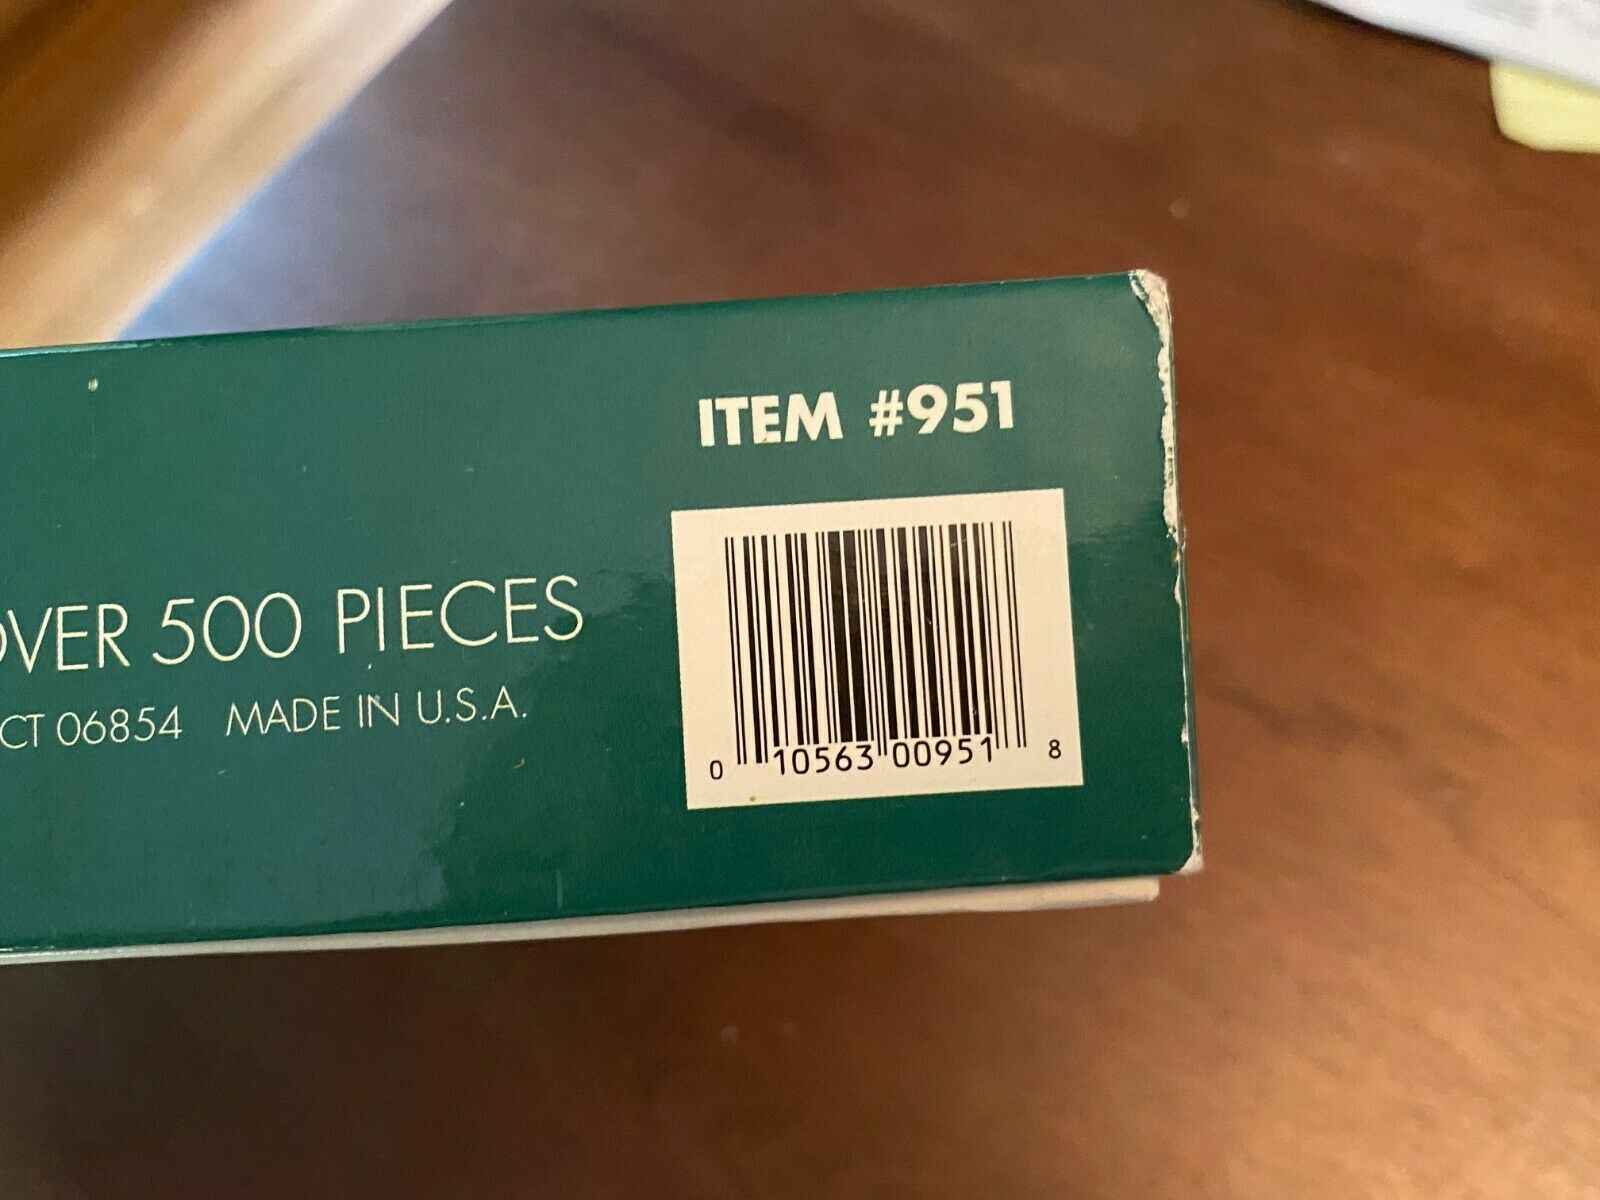 ITEM #951
OVER 500 PIECES
CT 06854 MADE IN U.S.A.
0 10563 00951 8